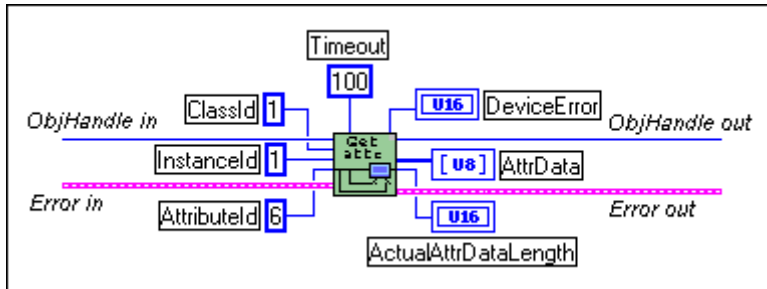 Timeout
100
ClassId 1
U16 DeviceError
ObjHandle in
ObjHandle out
Get
attr
InstanceId 1
[U8] AttrData
Error in
AttributeId 6
U16
Error out
ActualAttrDataLength